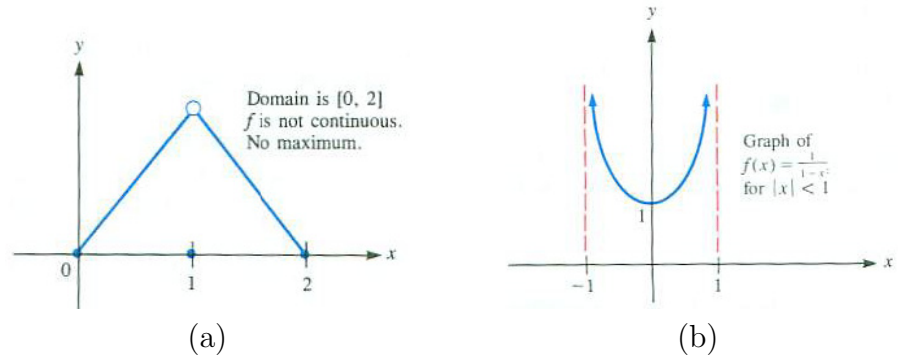 y
Domain is [0, 2]
f is not continuous.
No maximum.
x
0
1
2
(a)
y
Graph of
f(x) = 1
for |x| < 1
1
x
-1
1
(b)